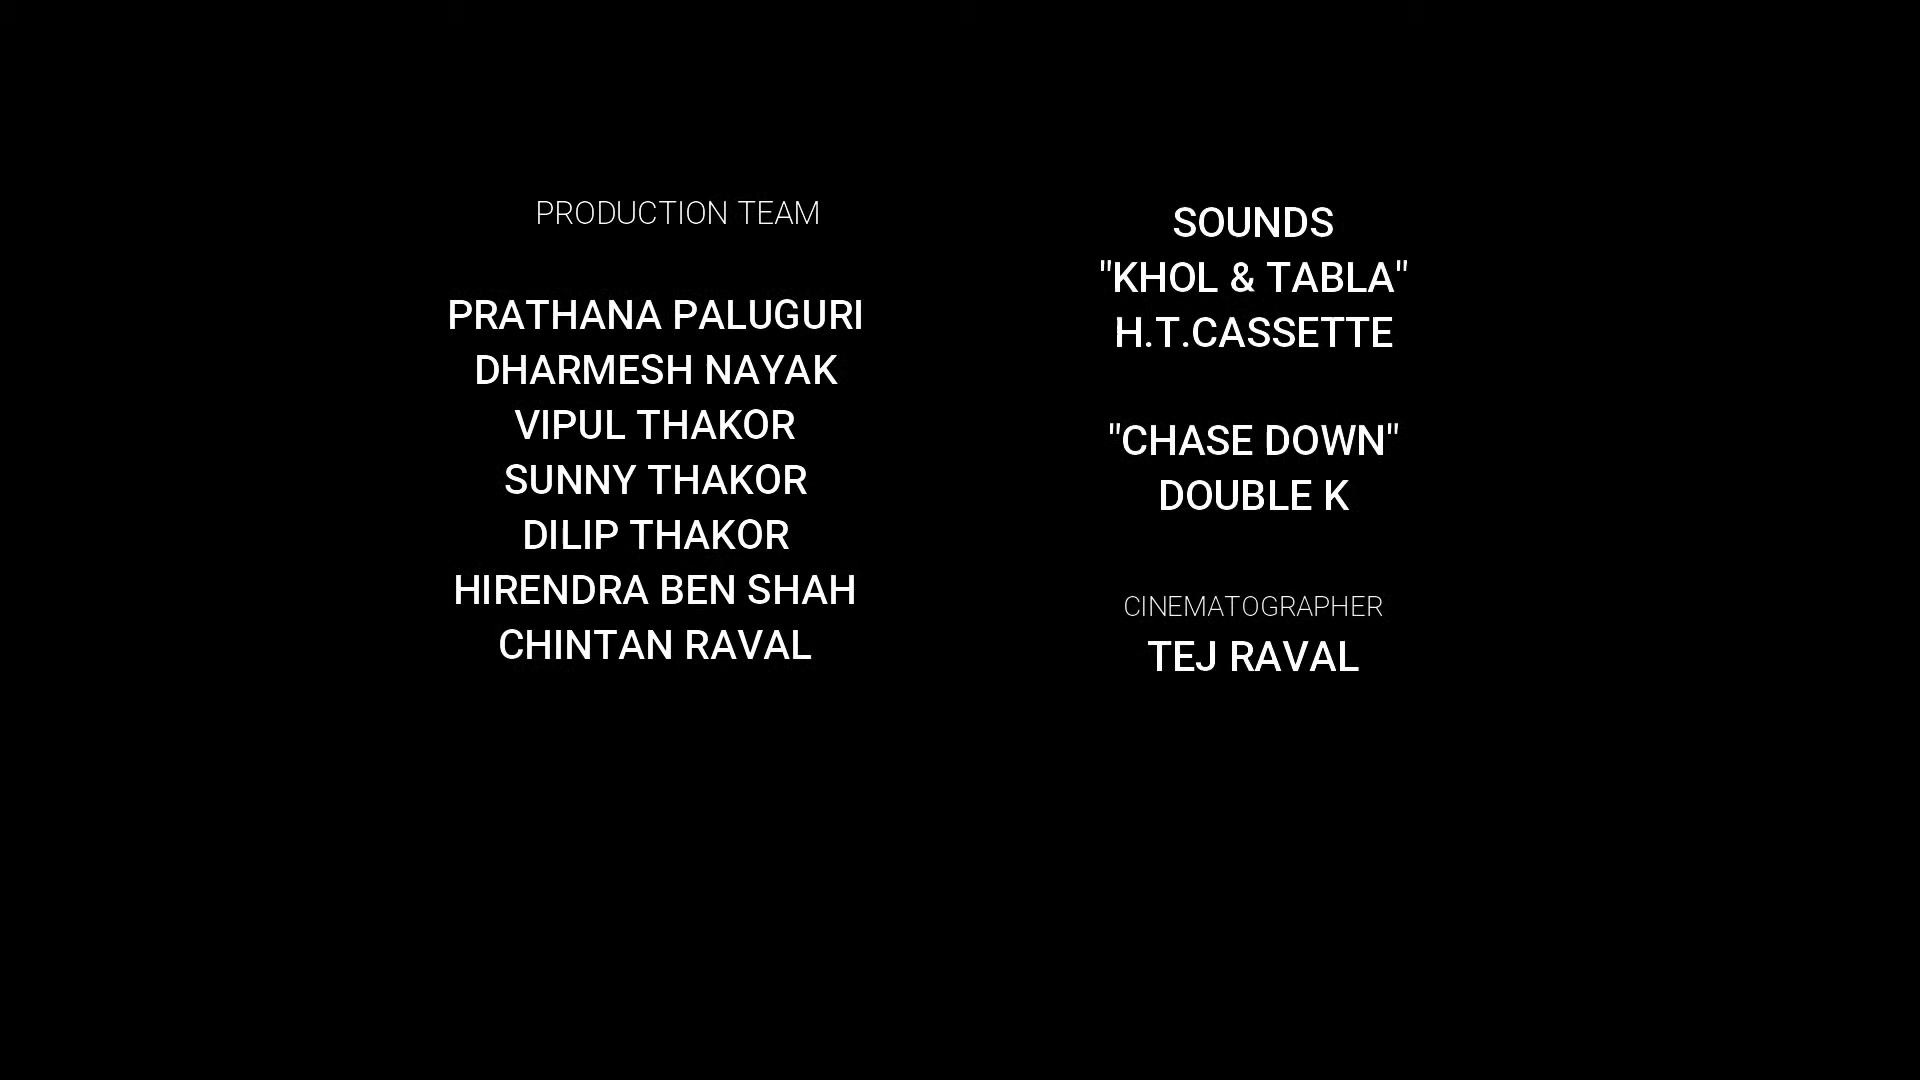 PRODUCTION TEAM
PRATHANA PALUGURI
DHARMESH NAYAK
VIPUL THAKOR
SUNNY THAKOR
DILIP THAKOR
HIRENDRA BEN SHAH
CHINTAN RAVAL
SOUNDS
"KHOL & TABLA"
H.T.CASSETTE
"CHASE DOWN"
DOUBLE K
CINEMATOGRAPHER
TEJ RAVAL